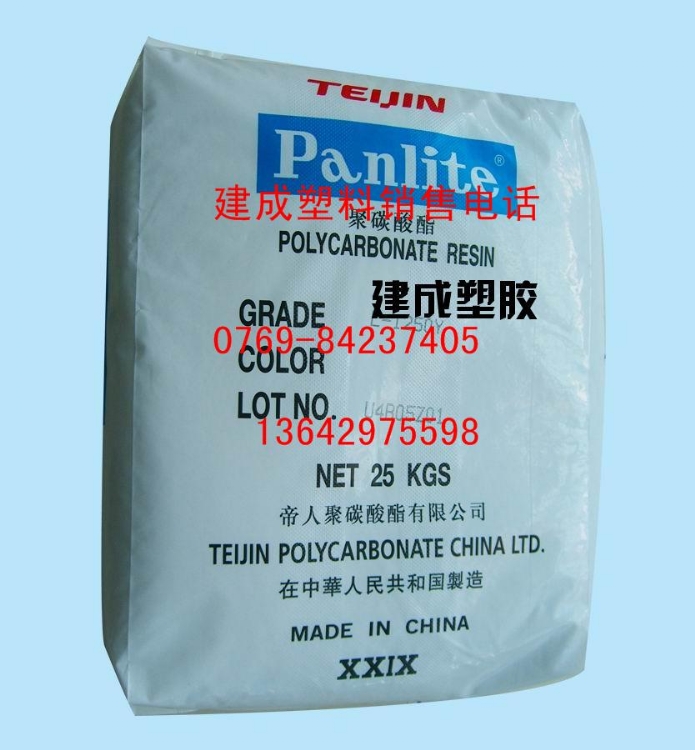 TEIJIN
Panlite®
建成塑料销售电话
聚碳酸酯
POLYCARBONATE RESIN
建成塑胶
GRADE L-1250Y
0769-84237405
COLOR
LOT NO. U4B05Z01
13642975598
NET 25 KGS
帝人聚碳酸酯有限公司
TEIJIN POLYCARBONATE CHINA LTD.
在中華人民共和国製造
MADE IN CHINA
XXIX